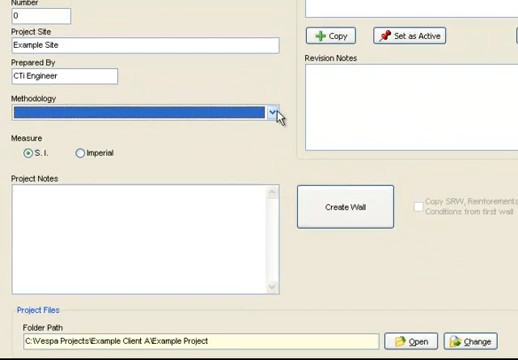 Number
0
Project Site
Example Site
Prepared By
CTi Engineer
Methodology
Measure
S. I.
Imperial
Project Notes
Copy
Set as Active
Revision Notes
Create Wall
Copy SRW, Reinforements
Conditions from first wall
Project Files
Folder Path
C:\Vespa Projects\Example Client A\Example Project
Open
Change